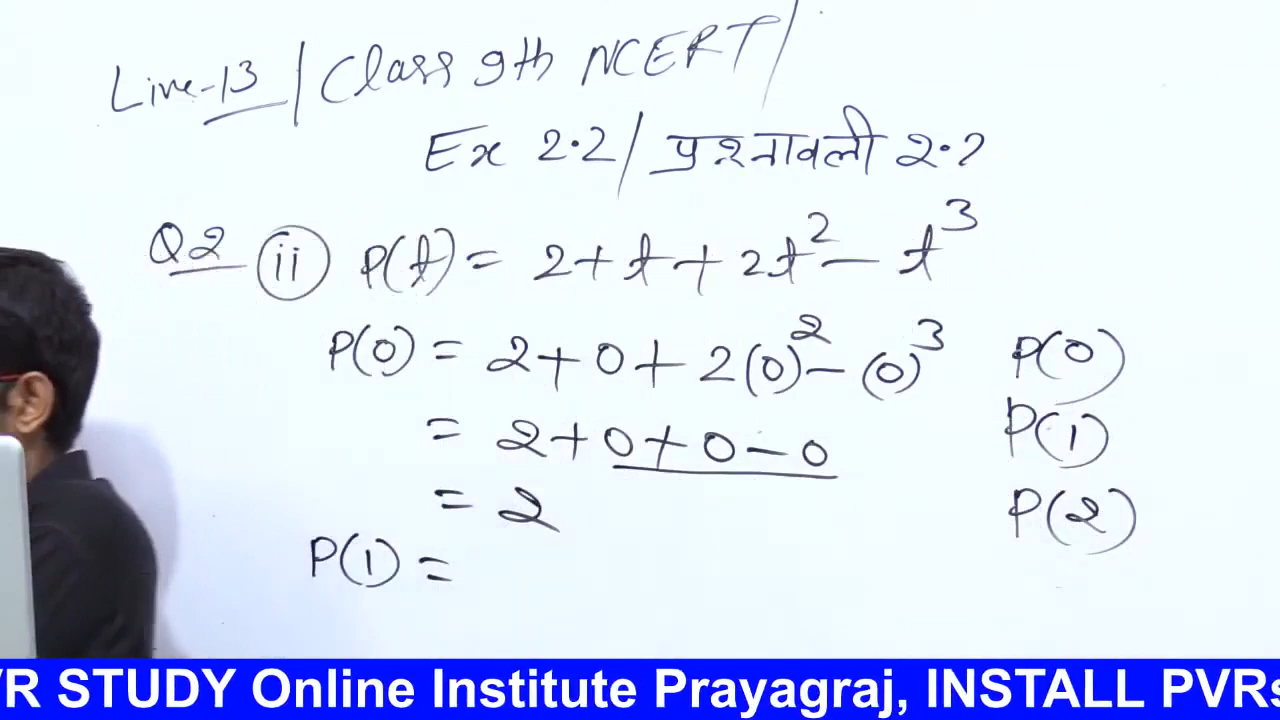 Live-13 / Class 9th NCERT /
Ex 2.2 / प्रश्नावली 2.2
Q2 (ii) P(t) = 2 + t + 2t² - t³
P(0) = 2 + 0 + 2(0)² - (0)³ P(0)
= 2 + 0 + 0 - 0 P(1)
= 2 P(2)
P(1) =
VR STUDY Online Institute Prayagraj, INSTALL PVRs